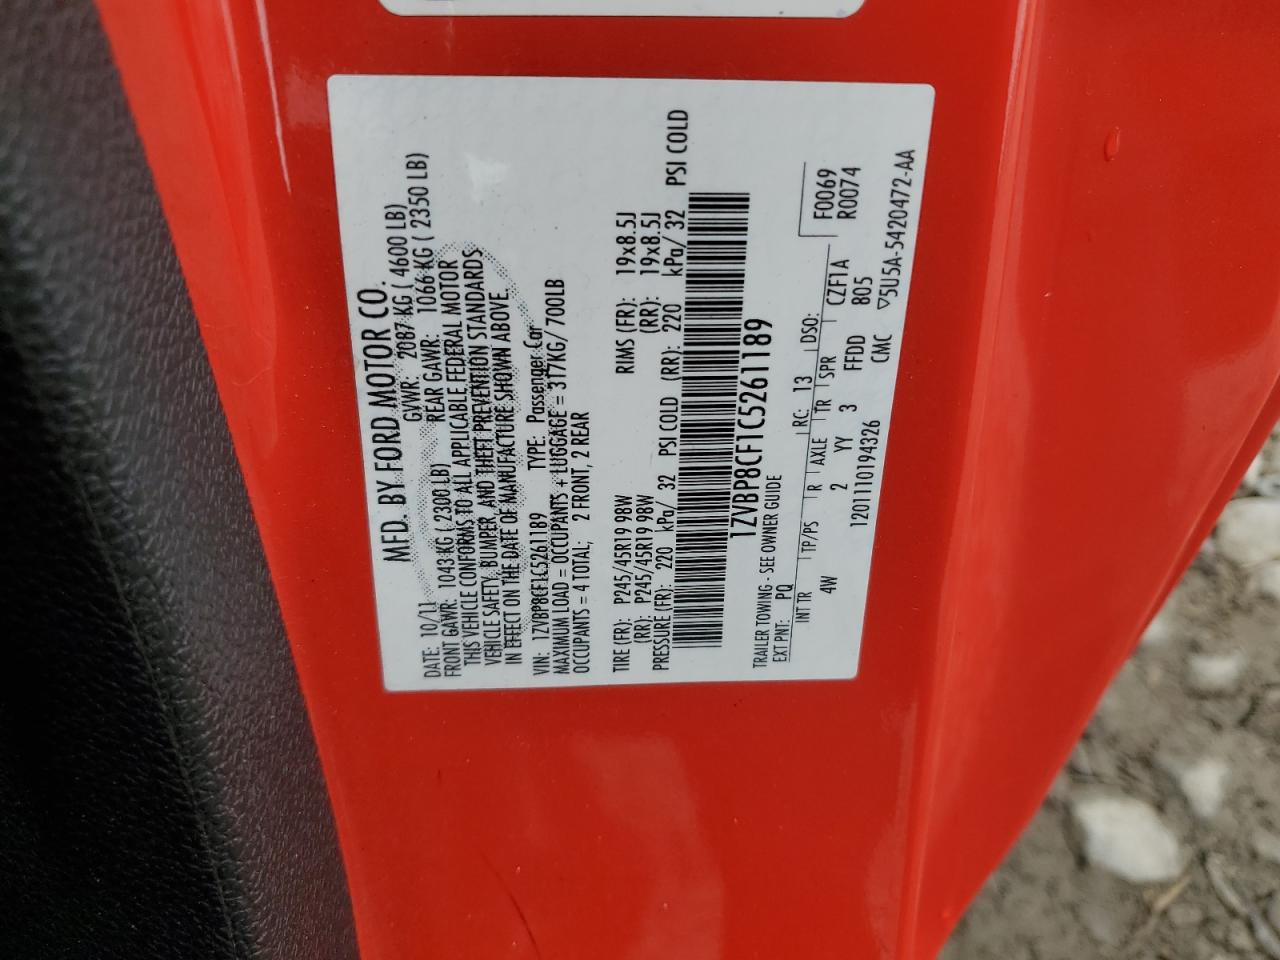 MFD. BY FORD MOTOR CO.
DATE: 10/11 GVWR: 2087 KG ( 4600 LB)
FRONT GAWR: 1043 KG ( 2300 LB) REAR GAWR: 1066 KG ( 2350 LB)
THIS VEHICLE CONFORMS TO ALL APPLICABLE FEDERAL MOTOR
VEHICLE SAFETY, BUMPER, AND THEFT PREVENTION STANDARDS
IN EFFECT ON THE DATE OF MANUFACTURE SHOWN ABOVE.
VIN: 1ZVBP8CF1C5261189 TYPE: Passenger Car
MAXIMUM LOAD = OCCUPANTS + LUGGAGE = 317KG/ 700LB
OCCUPANTS = 4 TOTAL; 2 FRONT, 2 REAR
TIRE (FR): P245/45R19 98W RIMS (FR): 19x8.5J
(RR): P245/45R19 98W (RR): 19x8.5J
PRESSURE (FR): 220 kPa/ 32 PSI COLD (RR): 220 kPa/ 32 PSI COLD
1ZVBP8CF1C5261189
TRAILER TOWING - SEE OWNER GUIDE
EXT PNT: PQ RC: 13 DSO: F0069
INT TR TP/PS R AXLE TR SPR R0074
4W 2 YY 3 FFDD CZF1A
B05
120111101943​26 CMC ▽5U5A-5420472-AA